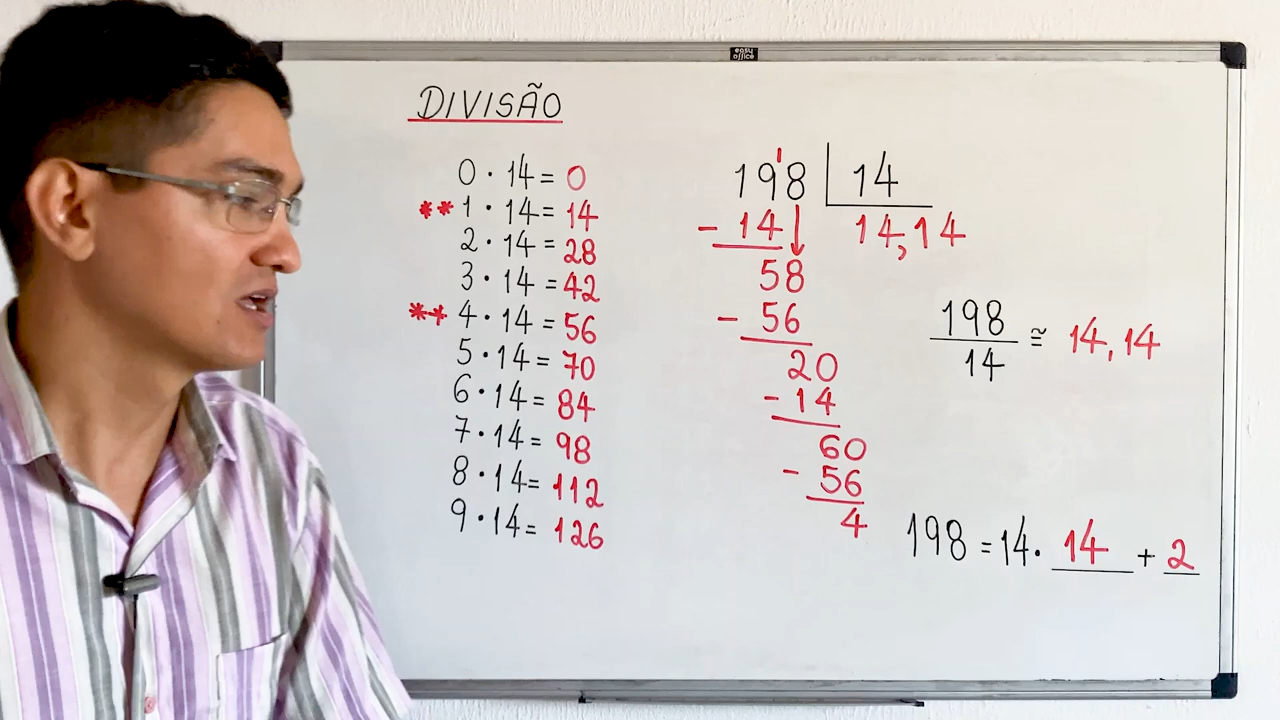 easy office
DIVISÃO
0 · 14 = 0
** 1 · 14 = 14
2 · 14 = 28
3 · 14 = 42
** 4 · 14 = 56
5 · 14 = 70
6 · 14 = 84
7 · 14 = 98
8 · 14 = 112
9 · 14 = 126
198 | 14
- 14↓ 14,14
58
- 56
20
- 14
60
- 56
4
198
14
≅ 14,14
198 = 14 · 14 + 2